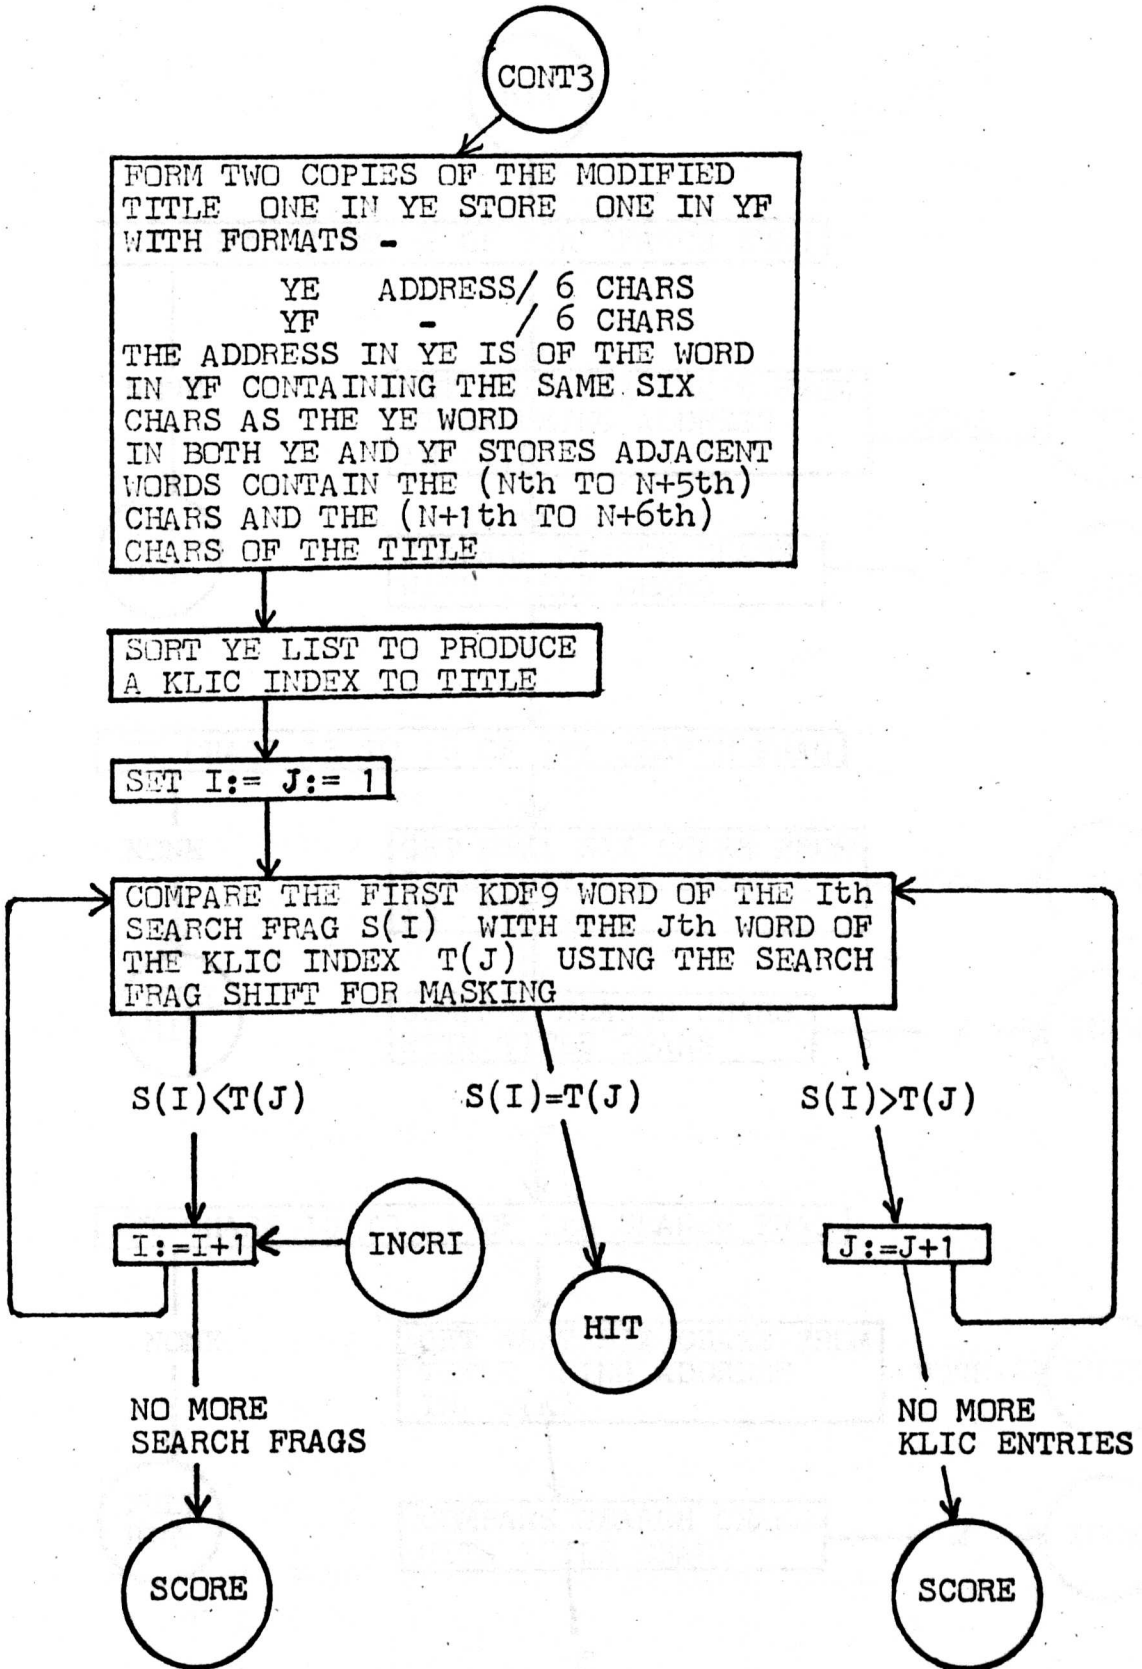 CONT3
FORM TWO COPIES OF THE MODIFIED
TITLE ONE IN YE STORE ONE IN YF
WITH FORMATS -
YE ADDRESS/ 6 CHARS
YF - / 6 CHARS
THE ADDRESS IN YE IS OF THE WORD
IN YF CONTAINING THE SAME SIX
CHARS AS THE YE WORD
IN BOTH YE AND YF STORES ADJACENT
WORDS CONTAIN THE (Nth TO N+5th)
CHARS AND THE (N+1th TO N+6th)
CHARS OF THE TITLE
SORT YE LIST TO PRODUCE
A KLIC INDEX TO TITLE
SET I:= J:= 1
COMPARE THE FIRST KDF9 WORD OF THE Ith
SEARCH FRAG S(I) WITH THE Jth WORD OF
THE KLIC INDEX T(J) USING THE SEARCH
FRAG SHIFT FOR MASKING
S(I)<T(J) S(I)=T(J) S(I)>T(J)
I:=I+1 INCRI J:=J+1
HIT
NO MORE
SEARCH FRAGS
NO MORE
KLIC ENTRIES
SCORE SCORE